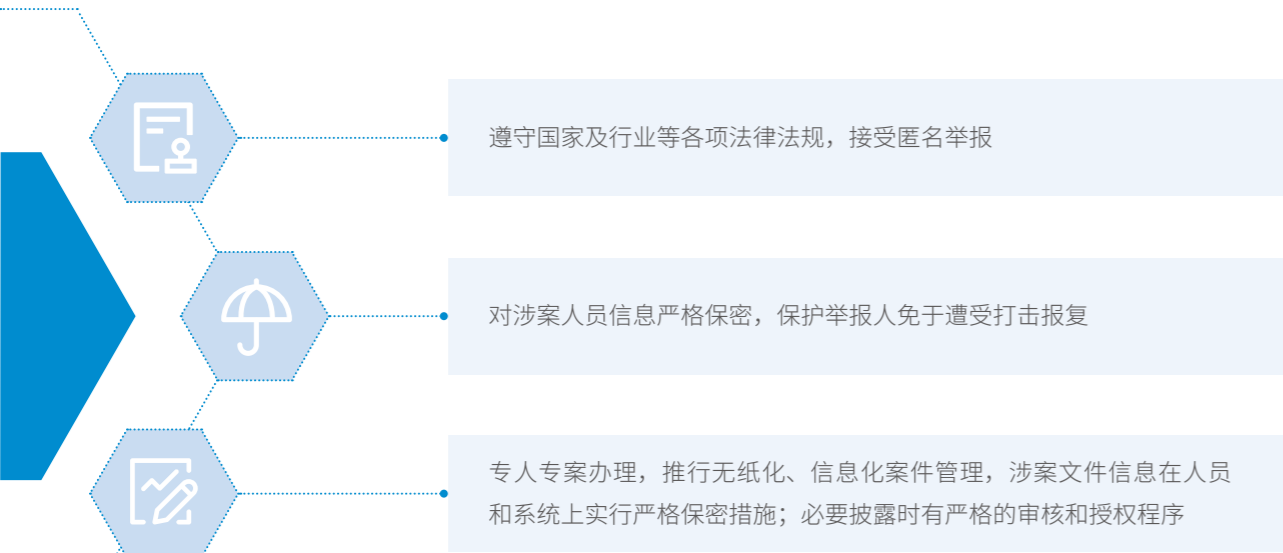 遵守国家及行业等各项法律法规，接受匿名举报
对涉案人员信息严格保密，保护举报人免于遭受打击报复
专人专案办理，推行无纸化、信息化案件管理，涉案文件信息在人员
和系统上实行严格保密措施；必要披露时有严格的审核和授权程序